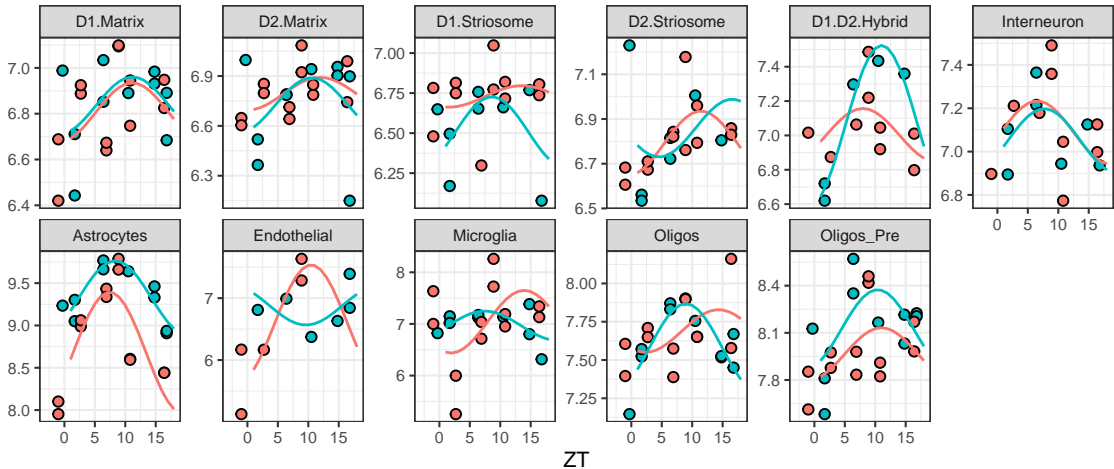 D1.Matrix D2.Matrix D1.Striosome D2.Striosome D1.D2.Hybrid Interneuron
7.0 6.8 6.6 6.4
6.9 6.6 6.3
7.00 6.75 6.50 6.25
7.1 6.9 6.7 6.5
7.4 7.2 7.0 6.8 6.6
7.4 7.2 7.0 6.8
0 5 10 15
Astrocytes Endothelial Microglia Oligos Oligos_Pre
9.5 9.0 8.5 8.0
7 6
8 7 6
8.00 7.75 7.50 7.25
8.4 8.1 7.8
0 5 10 15 0 5 10 15 0 5 10 15 0 5 10 15 0 5 10 15
ZT